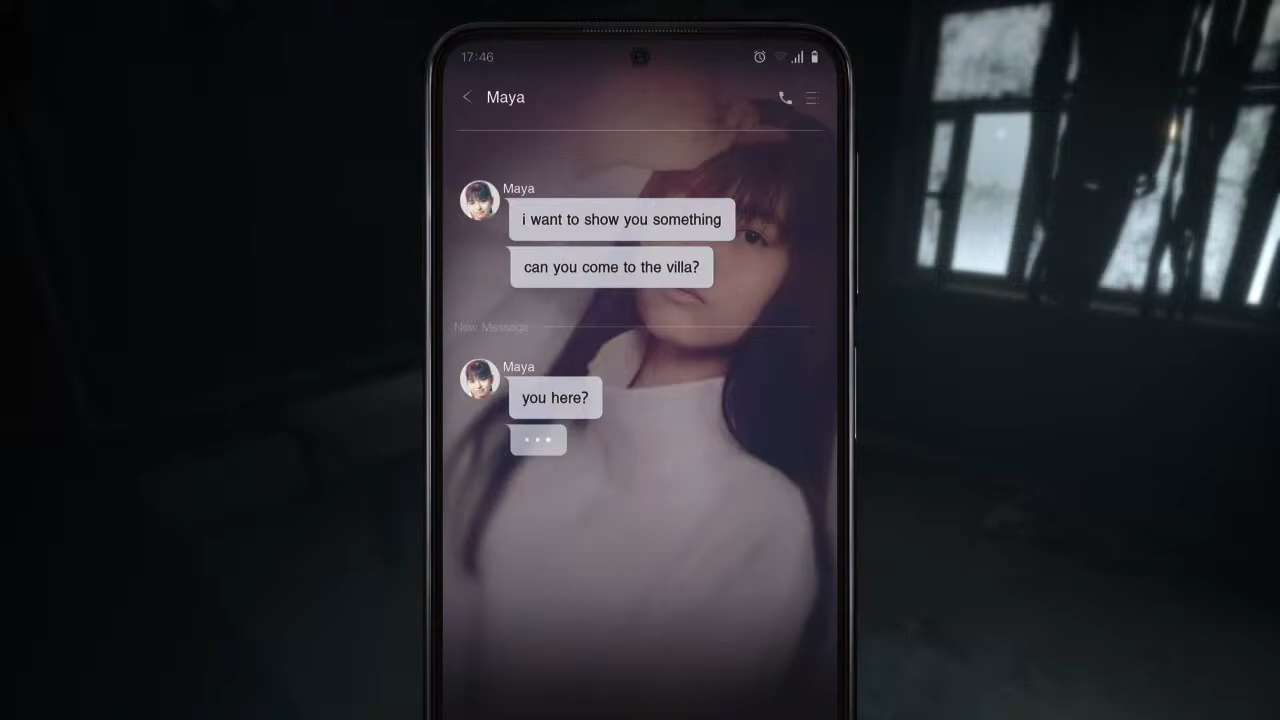 17:46
Maya
Maya
i want to show you something
can you come to the villa?
New Message
Maya
you here?